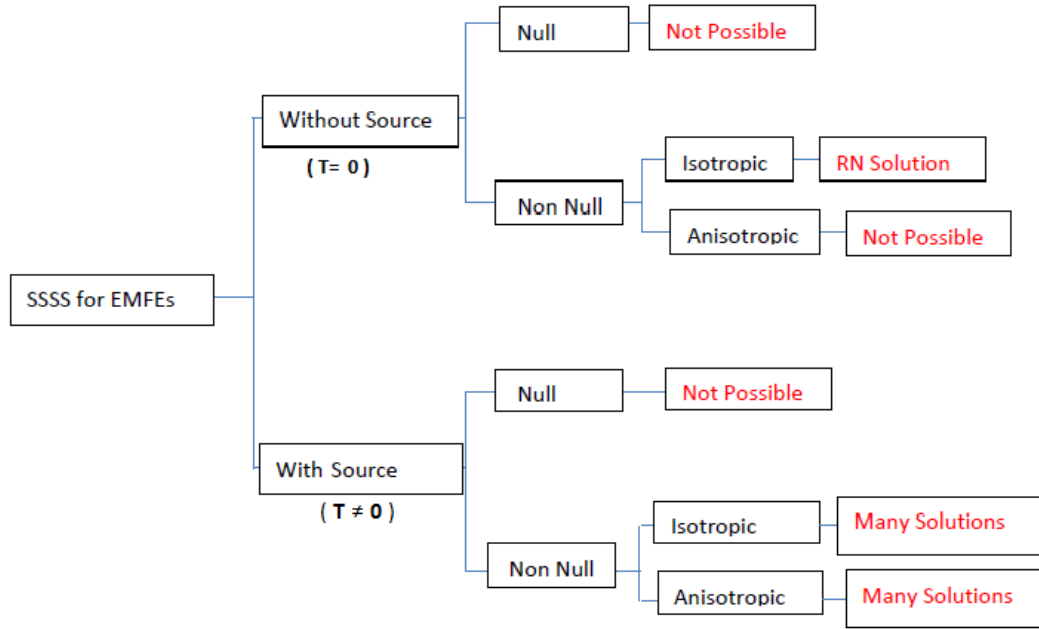 Null
Not Possible
Without Source
( T= 0 )
Isotropic
RN Solution
Non Null
Anisotropic
Not Possible
SSSS for EMFEs
Null
Not Possible
With Source
( T ≠ 0 )
Isotropic
Many Solutions
Non Null
Anisotropic
Many Solutions